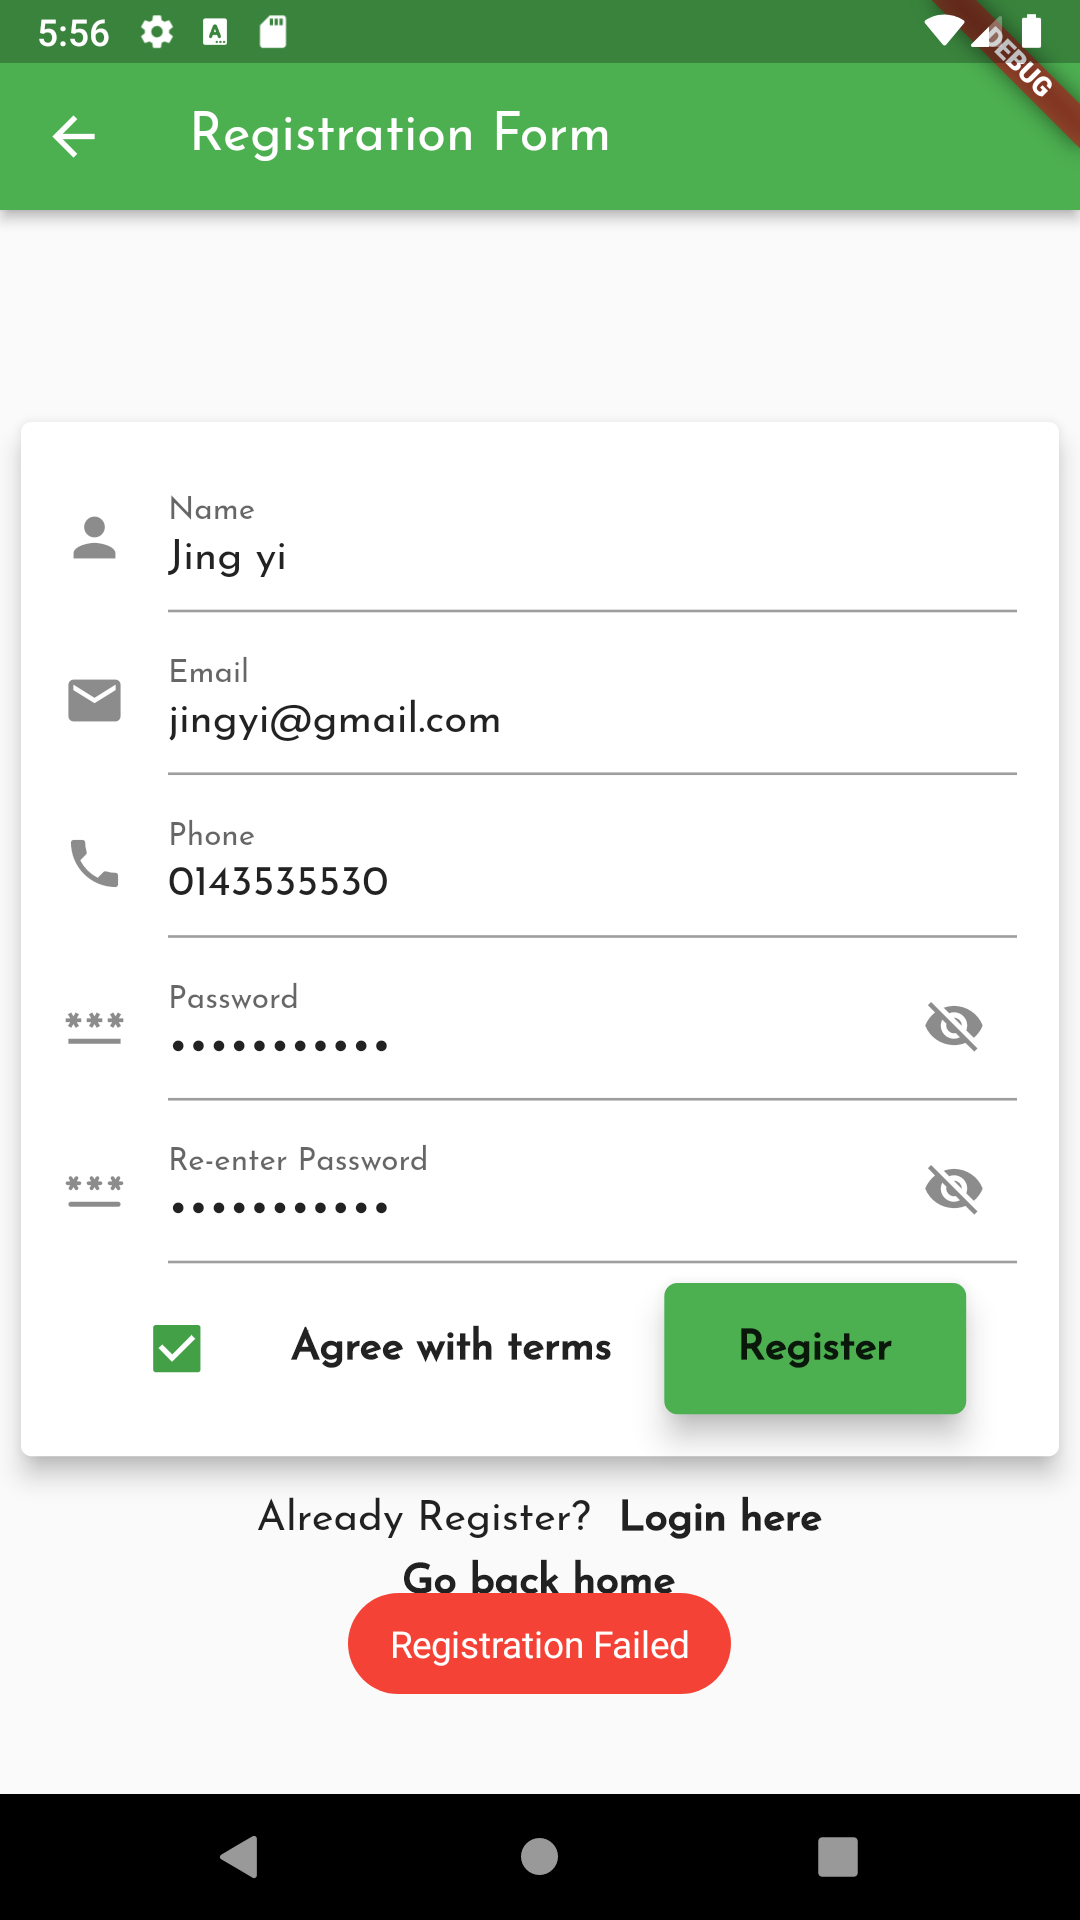 5:56
DEBUG
Registration Form
Name
Jing yi
Email
jingyi@gmail.com
Phone
0143535530
Password
•••••••••••
Re-enter Password
•••••••••••
Agree with terms
Register
Already Register? Login here
Go back home
Registration Failed